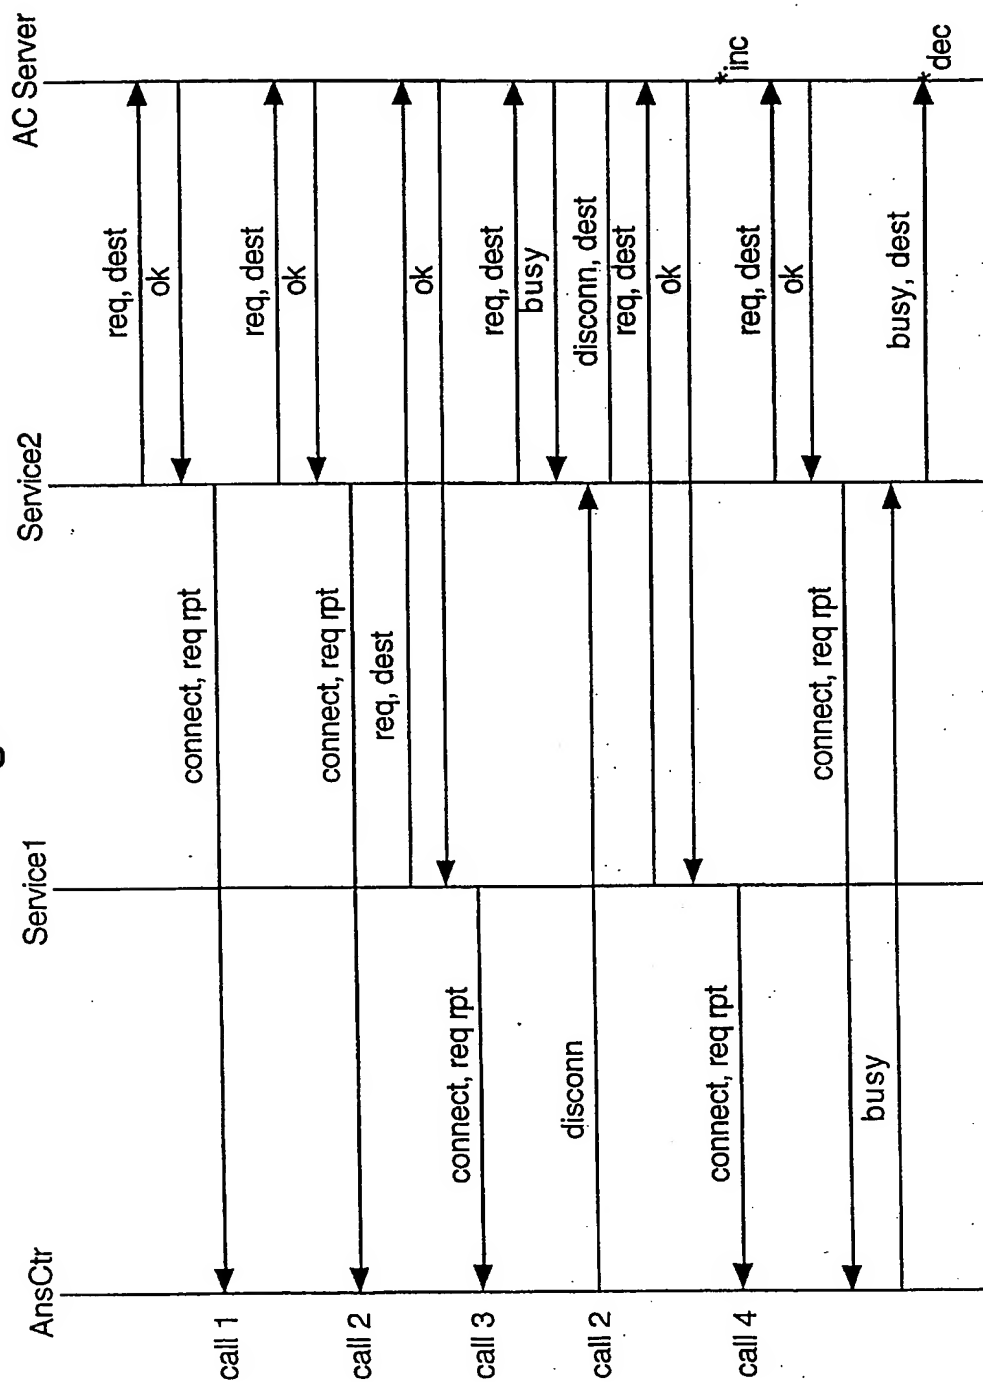 AnsCtr
Service1
Service2
AC Server
req, dest
ok
connect, req rpt
call 1
req, dest
ok
connect, req rpt
call 2
req, dest
ok
connect, req rpt
call 3
req, dest
busy
disconn
disconn, dest
call 2
req, dest
ok
connect, req rpt
*inc
call 4
req, dest
ok
connect, req rpt
busy
busy, dest
*dec